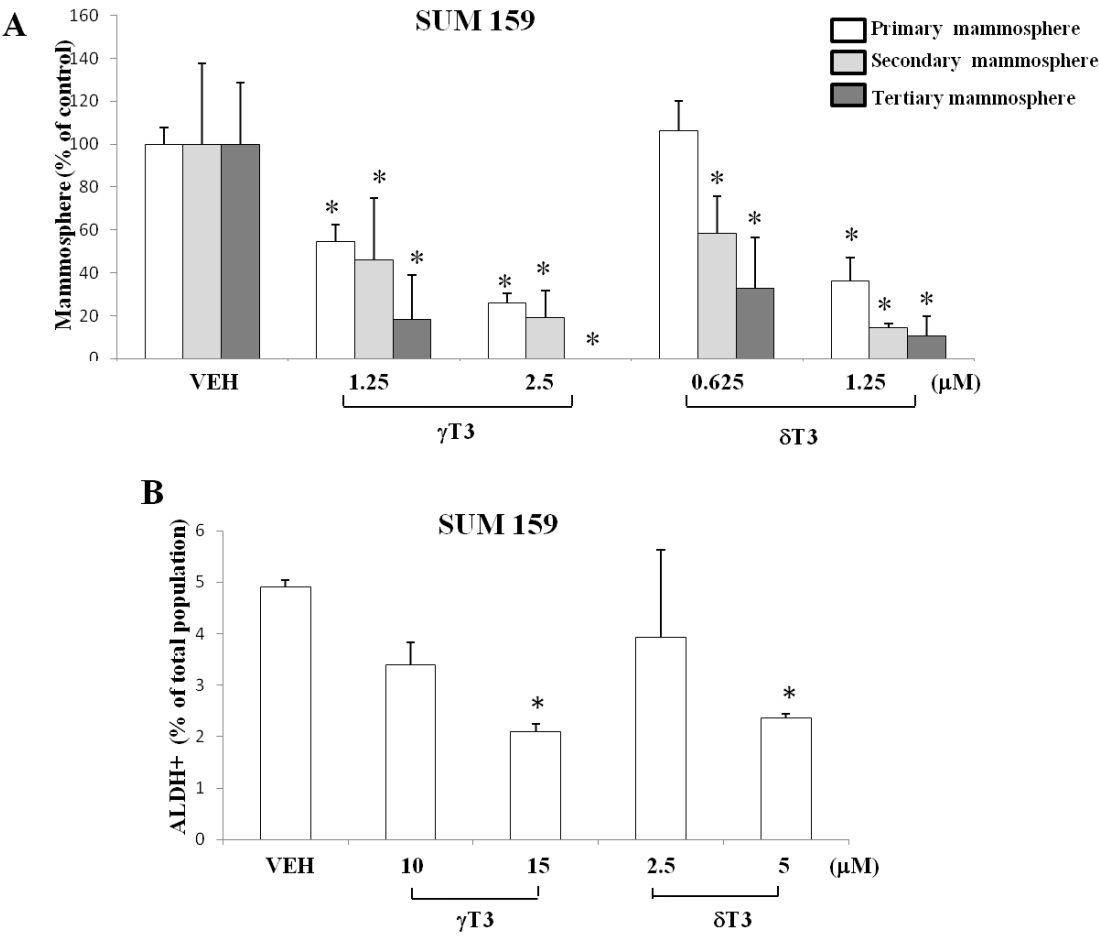 A
SUM 159
Primary mammosphere
Secondary mammosphere
Tertiary mammosphere
Mammosphere (% of control)
160
140
120
100
80
60
40
20
0
*
*
*
*
*
*
*
*
*
*
*
VEH
1.25
2.5
0.625
1.25
(μM)
γT3
δT3
B
SUM 159
ALDH+ (% of total population)
6
5
4
3
2
1
0
*
*
VEH
10
15
2.5
5
(μM)
γT3
δT3